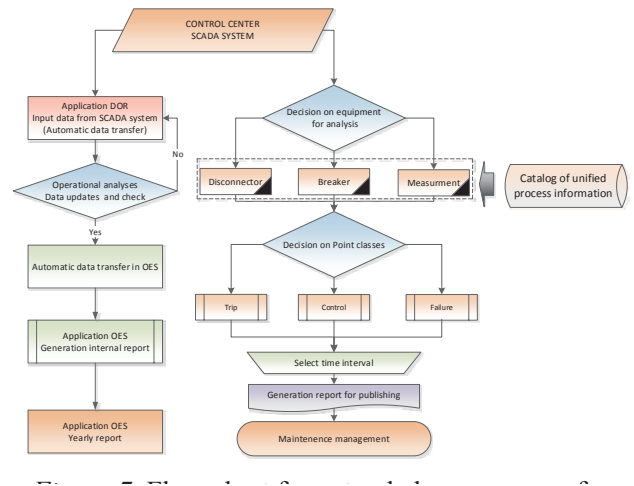 CONTROL CENTER
SCADA SYSTEM
Application DOR
Input data from SCADA system
(Automatic data transfer)
No
Operational analyses
Data updates and check
Yes
Automatic data transfer in OES
Application OES
Generation internal report
Application OES
Yearly report
Decision on equipment
for analysis
Disconnector
Breaker
Measurment
Catalog of unified
process information
Decision on Point classes
Trip
Control
Failure
Select time interval
Generation report for publishing
Maintenence management